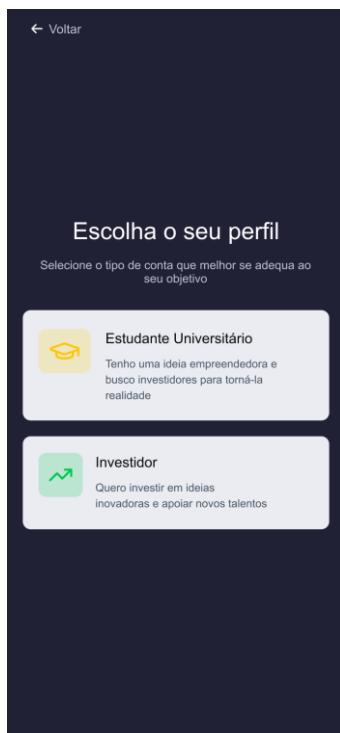 Voltar
Escolha o seu perfil
Selecione o tipo de conta que melhor se adequa ao
seu objetivo
Estudante Universitário
Tenho uma ideia empreendedora e
busco investidores para torná-la
realidade
Investidor
Quero investir em ideias
inovadoras e apoiar novos talentos